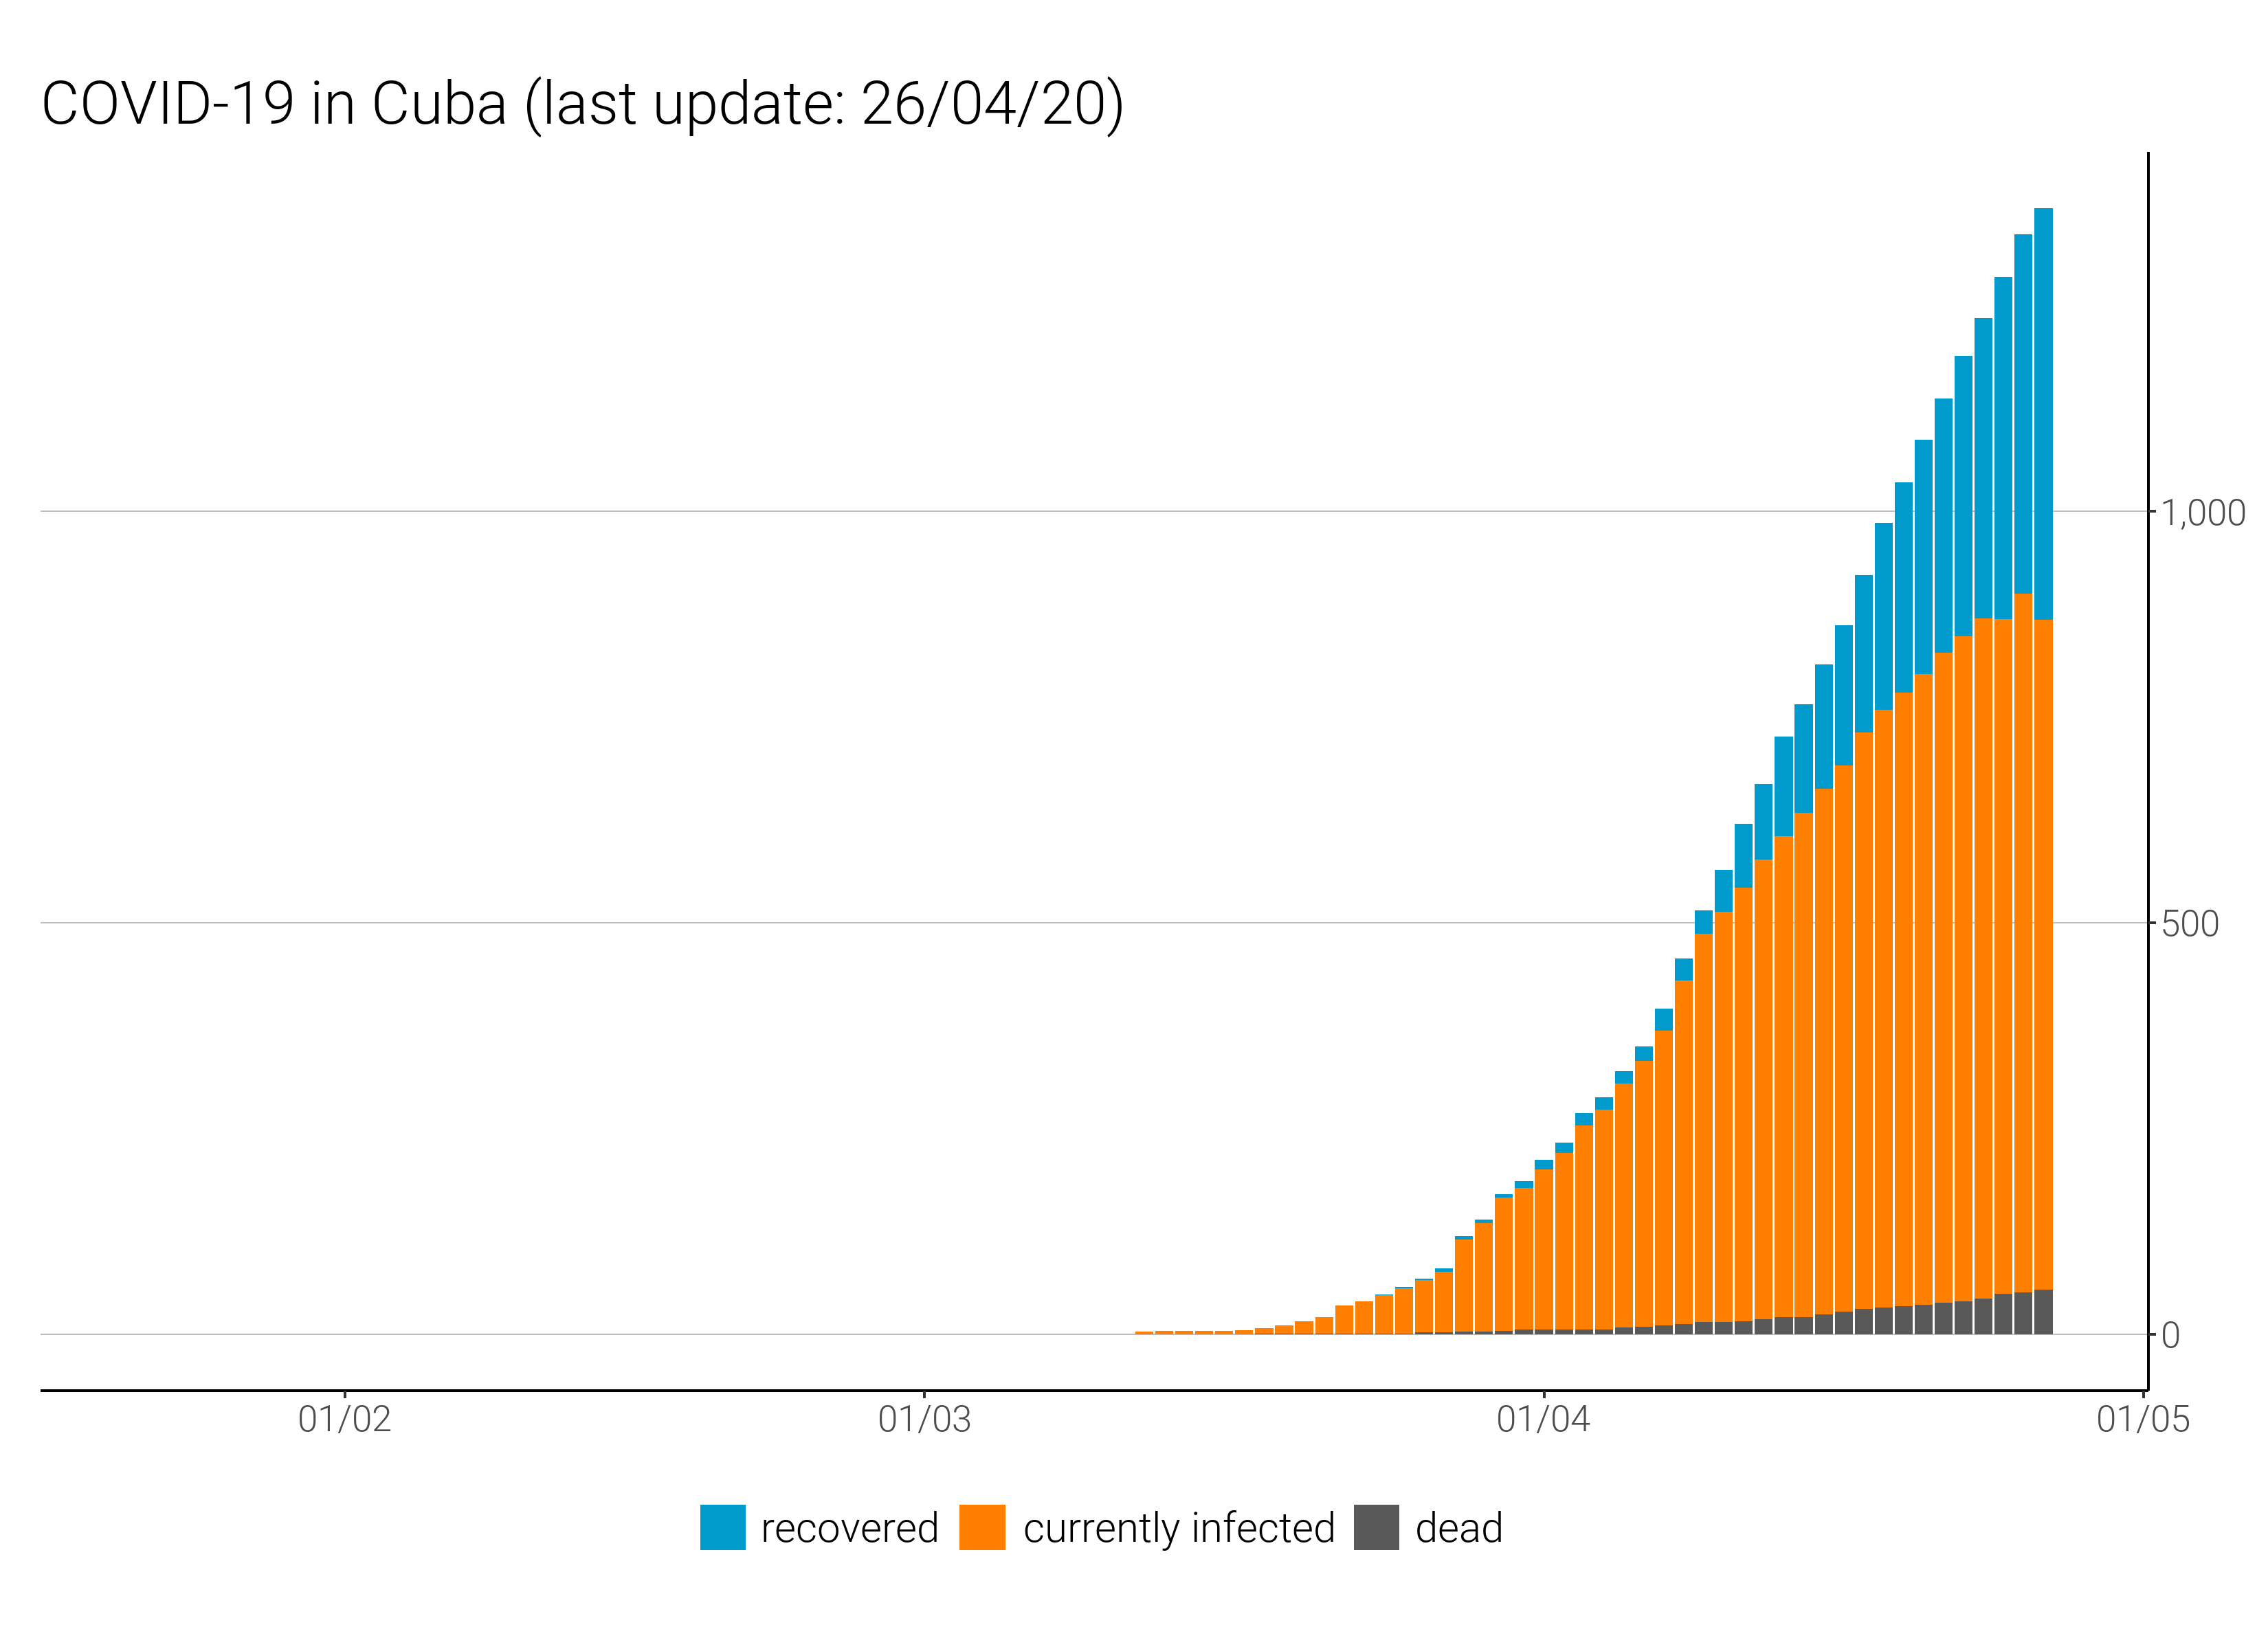 COVID-19 in Cuba (last update: 26/04/20)
1,000
500
0
01/02 01/03 01/04 01/05
recovered currently infected dead